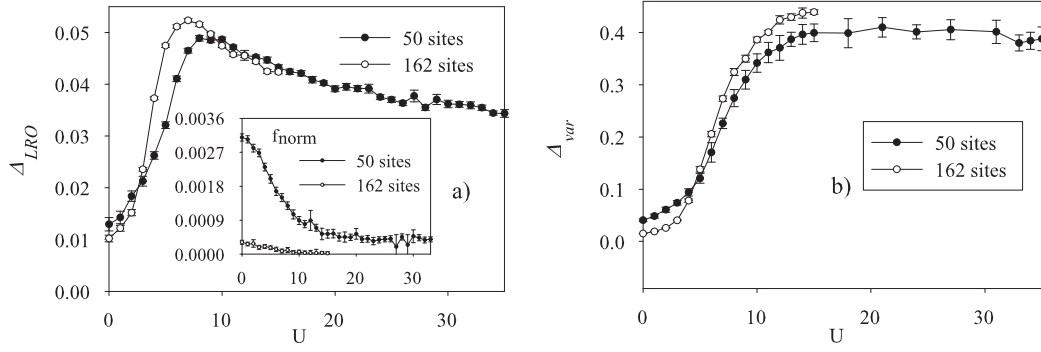 50 sites
162 sites
0.05
0.04
0.03
0.02
0.01
0.00
Δ_LRO
0 10 20 30
U
a)
f_norm
50 sites
162 sites
0.0036
0.0027
0.0018
0.0009
0.0000
0 10 20 30
0.4
0.3
0.2
0.1
0.0
Δ_var
50 sites
162 sites
b)
0 10 20 30
U